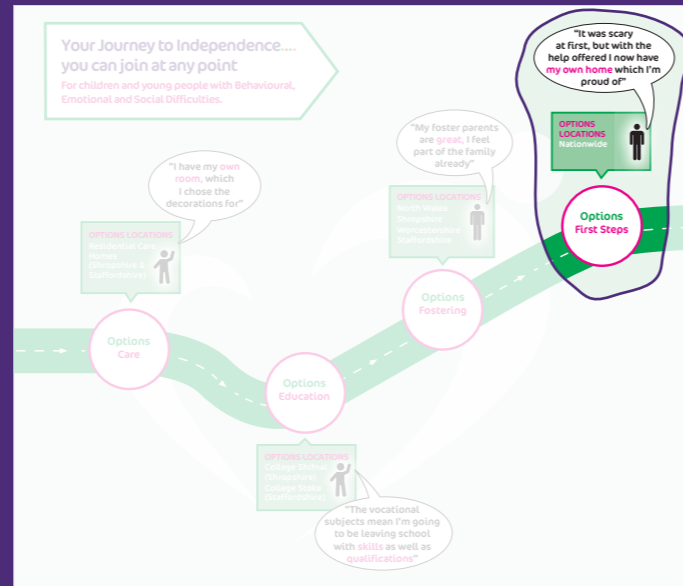 Your Journey to Independence....
you can join at any point
For children and young people with Behavioural,
Emotional and Social Difficulties.
"It was scary
at first, but with the
help offered I now have
my own home which I'm
proud of"
OPTIONS
LOCATIONS
Nationwide
Options
First Steps
"My foster parents
are great, I feel
part of the family
already"
OPTIONS LOCATIONS
North Wales
Shropshire
Worcestershire
Staffordshire
Options
Fostering
"I have my own
room, which
I chose the
decorations for"
OPTIONS LOCATIONS
Residential Care
Homes
(Shropshire &
Staffordshire)
Options
Care
Options
Education
OPTIONS LOCATIONS
College Shifnal
(Shropshire)
College Stoke
(Staffordshire)
"The vocational
subjects mean I'm going
to be leaving school
with skills as well as
qualifications"